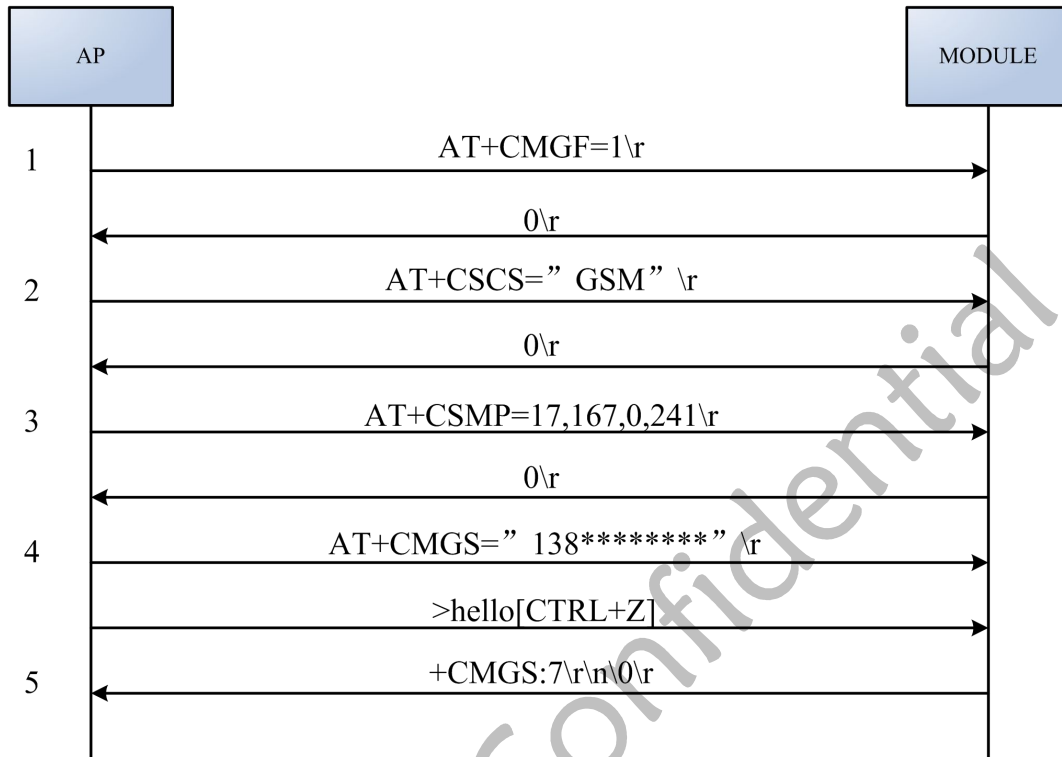 AP
MODULE
1
AT+CMGF=1\r
0\r
2
AT+CSCS=” GSM” \r
0\r
3
AT+CSMP=17,167,0,241\r
0\r
4
AT+CMGS=” 138********” \r
>hello[CTRL+Z]
5
+CMGS:7\r\n\0\r
Confidential